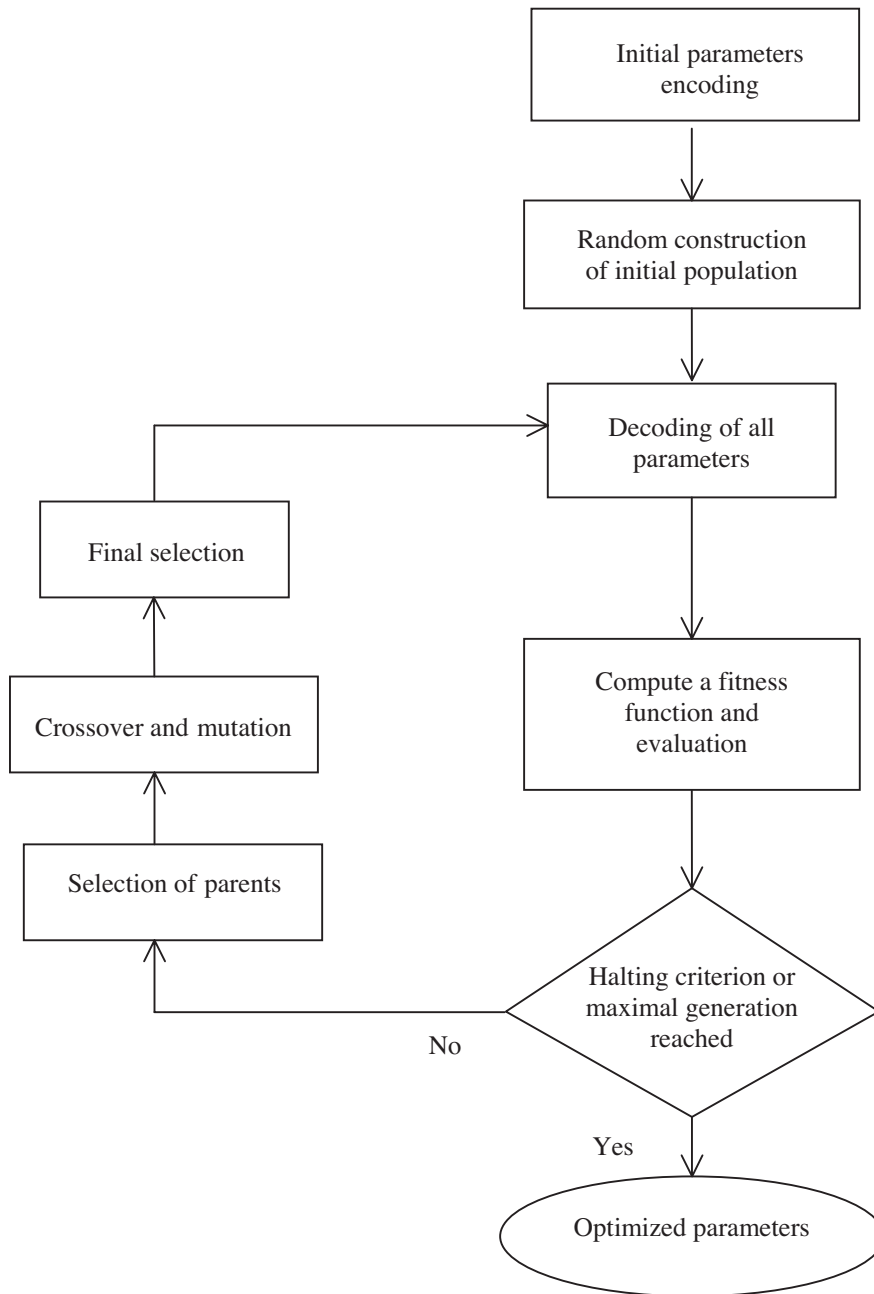 Initial parameters
encoding
Random construction
of initial population
Decoding of all
parameters
Final selection
Compute a fitness
function and
evaluation
Crossover and mutation
Selection of parents
Halting criterion or
maximal generation
reached
No
Yes
Optimized parameters